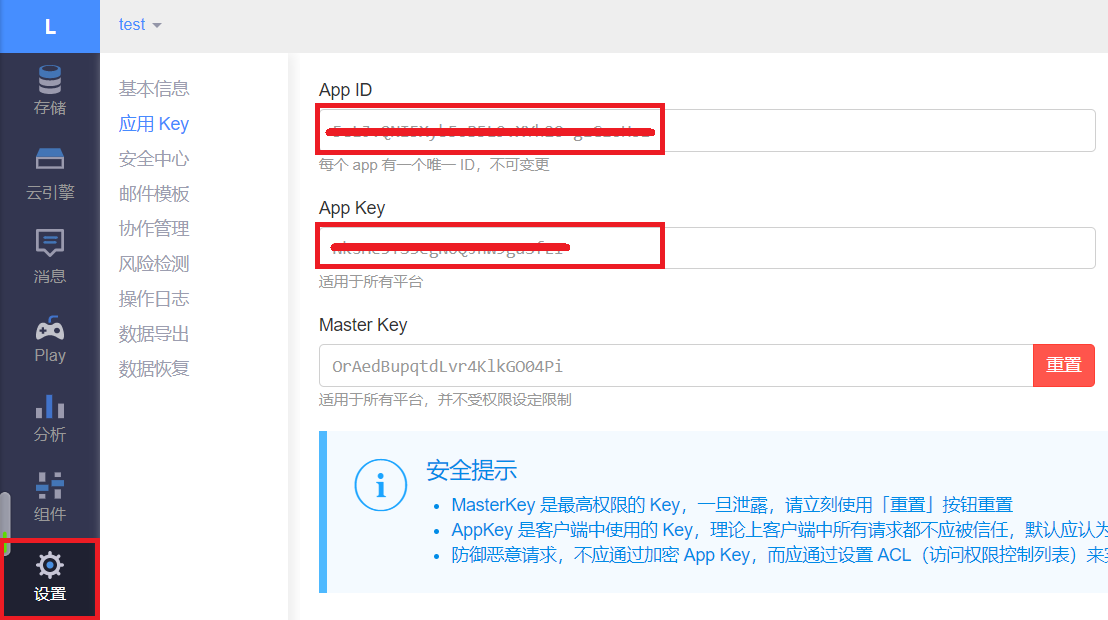 L
test
存储
云引擎
消息
Play
分析
组件
设置
基本信息
应用 Key
安全中心
邮件模板
协作管理
风险检测
操作日志
数据导出
数据恢复
App ID
每个 app 有一个唯一 ID，不可变更
App Key
适用于所有平台
Master Key
OrAedBupqtdLvr4KlkGO04Pi
重置
适用于所有平台，并不受权限设定限制
安全提示
MasterKey 是最高权限的 Key，一旦泄露，请立刻使用「重置」按钮重置
AppKey 是客户端中使用的 Key，理论上客户端中所有请求都不应被信任，默认应认为
防御恶意请求，不应通过加密 App Key，而应通过设置 ACL（访问权限控制列表）来